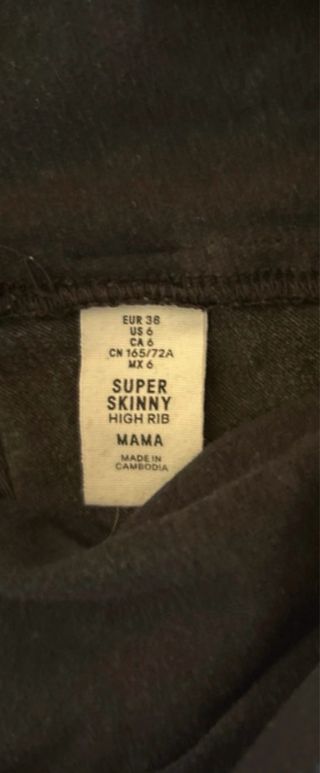 EUR 38
US 6
CA 6
CN 165/72A
MX 6
SUPER
SKINNY
HIGH RIB
MAMA
MADE IN
CAMBODIA